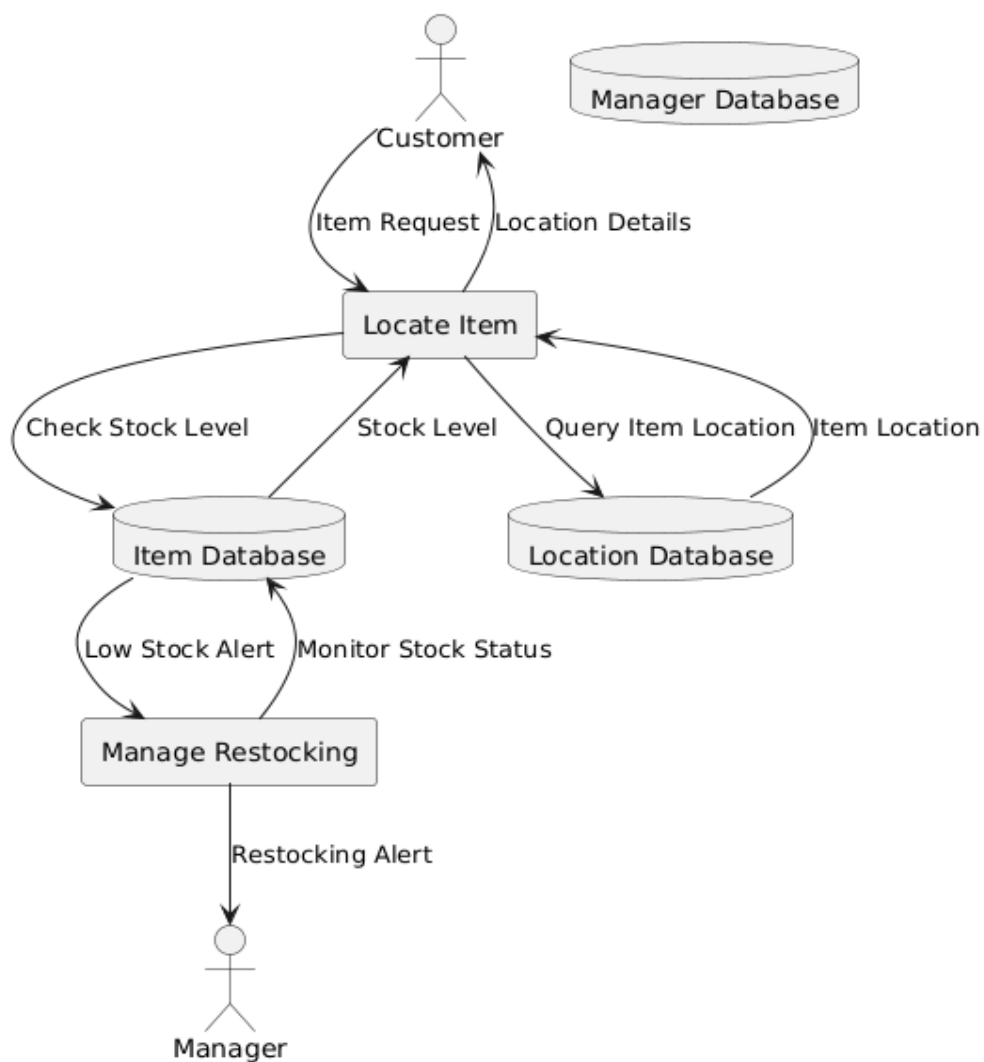 Manager Database
Customer
Item Request
Location Details
Locate Item
Check Stock Level
Stock Level
Query Item Location
Item Location
Item Database
Location Database
Low Stock Alert
Monitor Stock Status
Manage Restocking
Restocking Alert
Manager